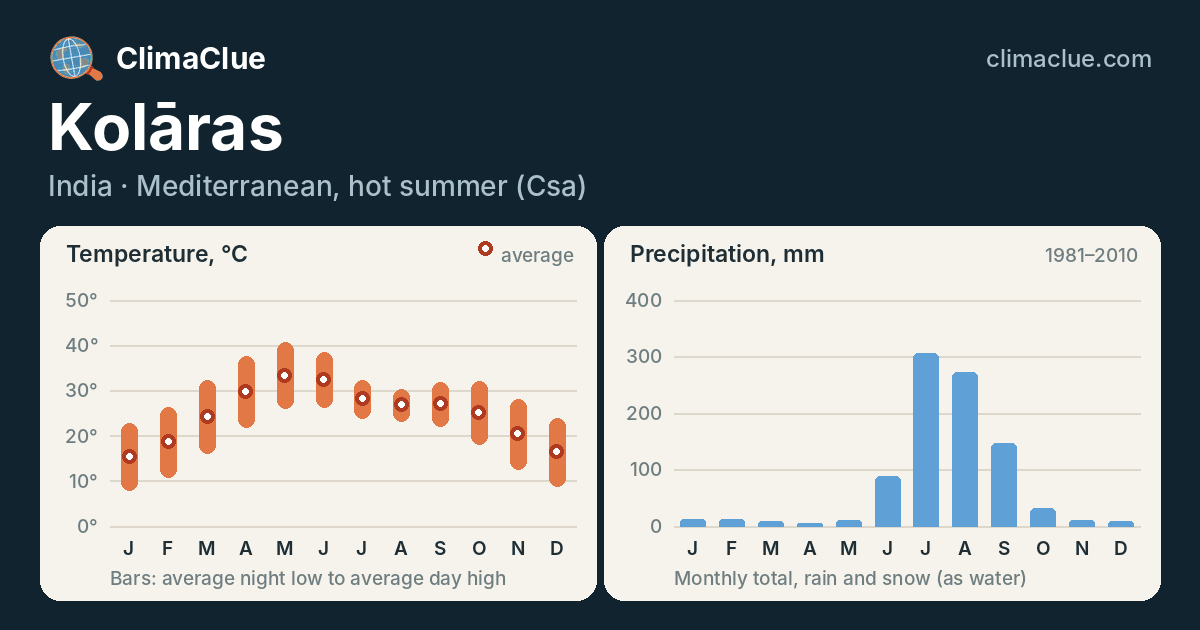 ClimaClue
climaclue.com
Kolāras
India · Mediterranean, hot summer (Csa)
Temperature, °C
average
50°
40°
30°
20°
10°
0°
J F M A M J J A S O N D
Bars: average night low to average day high
Precipitation, mm
1981–2010
400
300
200
100
0
J F M A M J J A S O N D
Monthly total, rain and snow (as water)